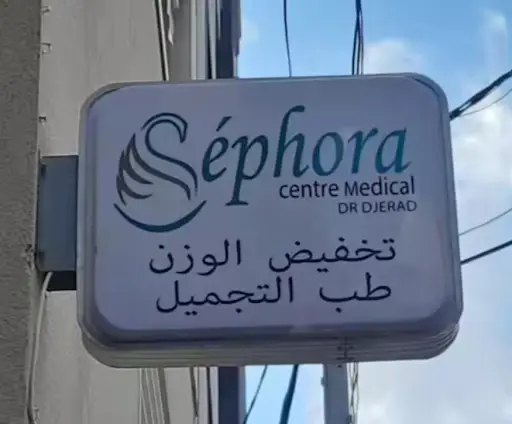 Séphora
centre Medical
DR DJERAD
تخفيض الوزن
طب التجميل